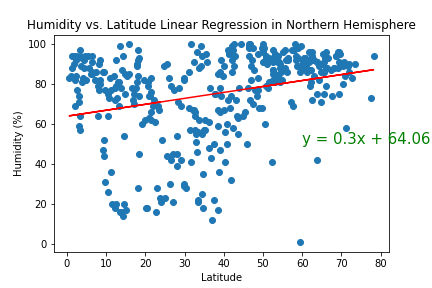 Humidity vs. Latitude Linear Regression in Northern Hemisphere
100
80
60
40
20
0
Humidity (%)
y = 0.3x + 64.06
0 10 20 30 40 50 60 70 80
Latitude